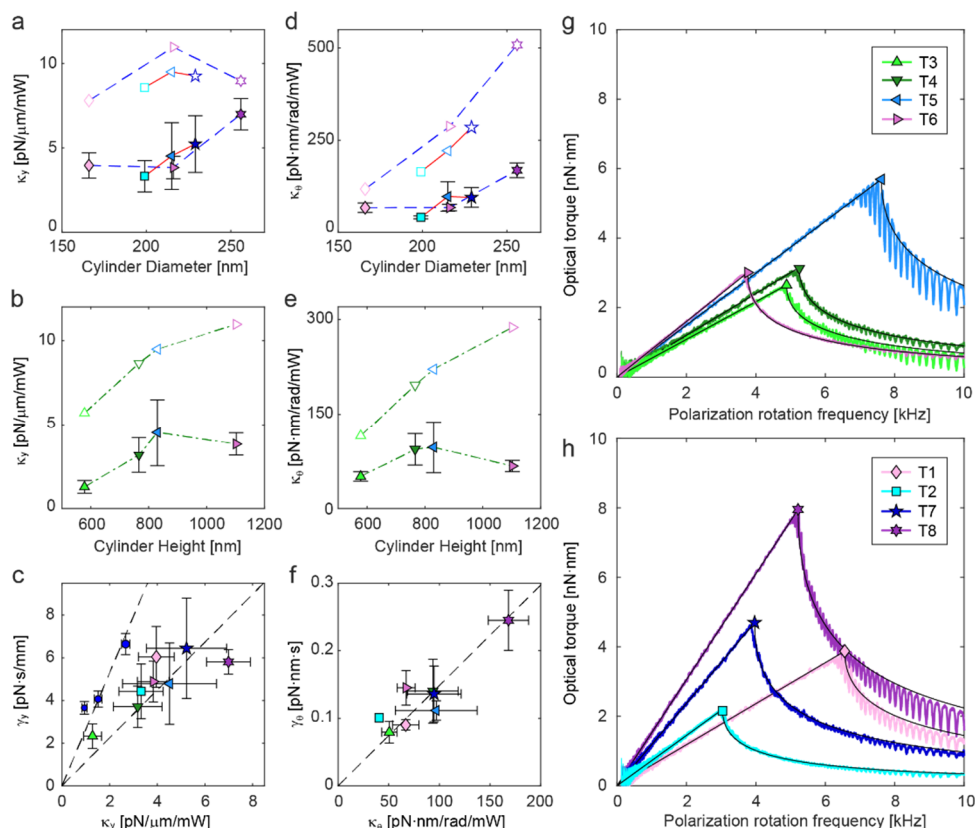 a
κy [pN/μm/mW]
10
5
0
150
200
250
Cylinder Diameter [nm]
b
κy [pN/μm/mW]
10
5
0
600
800
1000
1200
Cylinder Height [nm]
c
γy [pN·s/mm]
8
6
4
2
0
0
2
4
6
8
κy [pN/μm/mW]
d
κθ [pN·nm/rad/mW]
500
250
0
150
200
250
Cylinder Diameter [nm]
e
κθ [pN·nm/rad/mW]
300
150
0
600
800
1000
1200
Cylinder Height [nm]
f
γθ [pN·nm·s]
0.3
0.2
0.1
0
0
50
100
150
200
κθ [pN·nm/rad/mW]
g
Optical torque [nN·nm]
10
8
6
4
2
0
0
2
4
6
8
10
Polarization rotation frequency [kHz]
T3
T4
T5
T6
h
Optical torque [nN·nm]
10
8
6
4
2
0
0
2
4
6
8
10
Polarization rotation frequency [kHz]
T1
T2
T7
T8